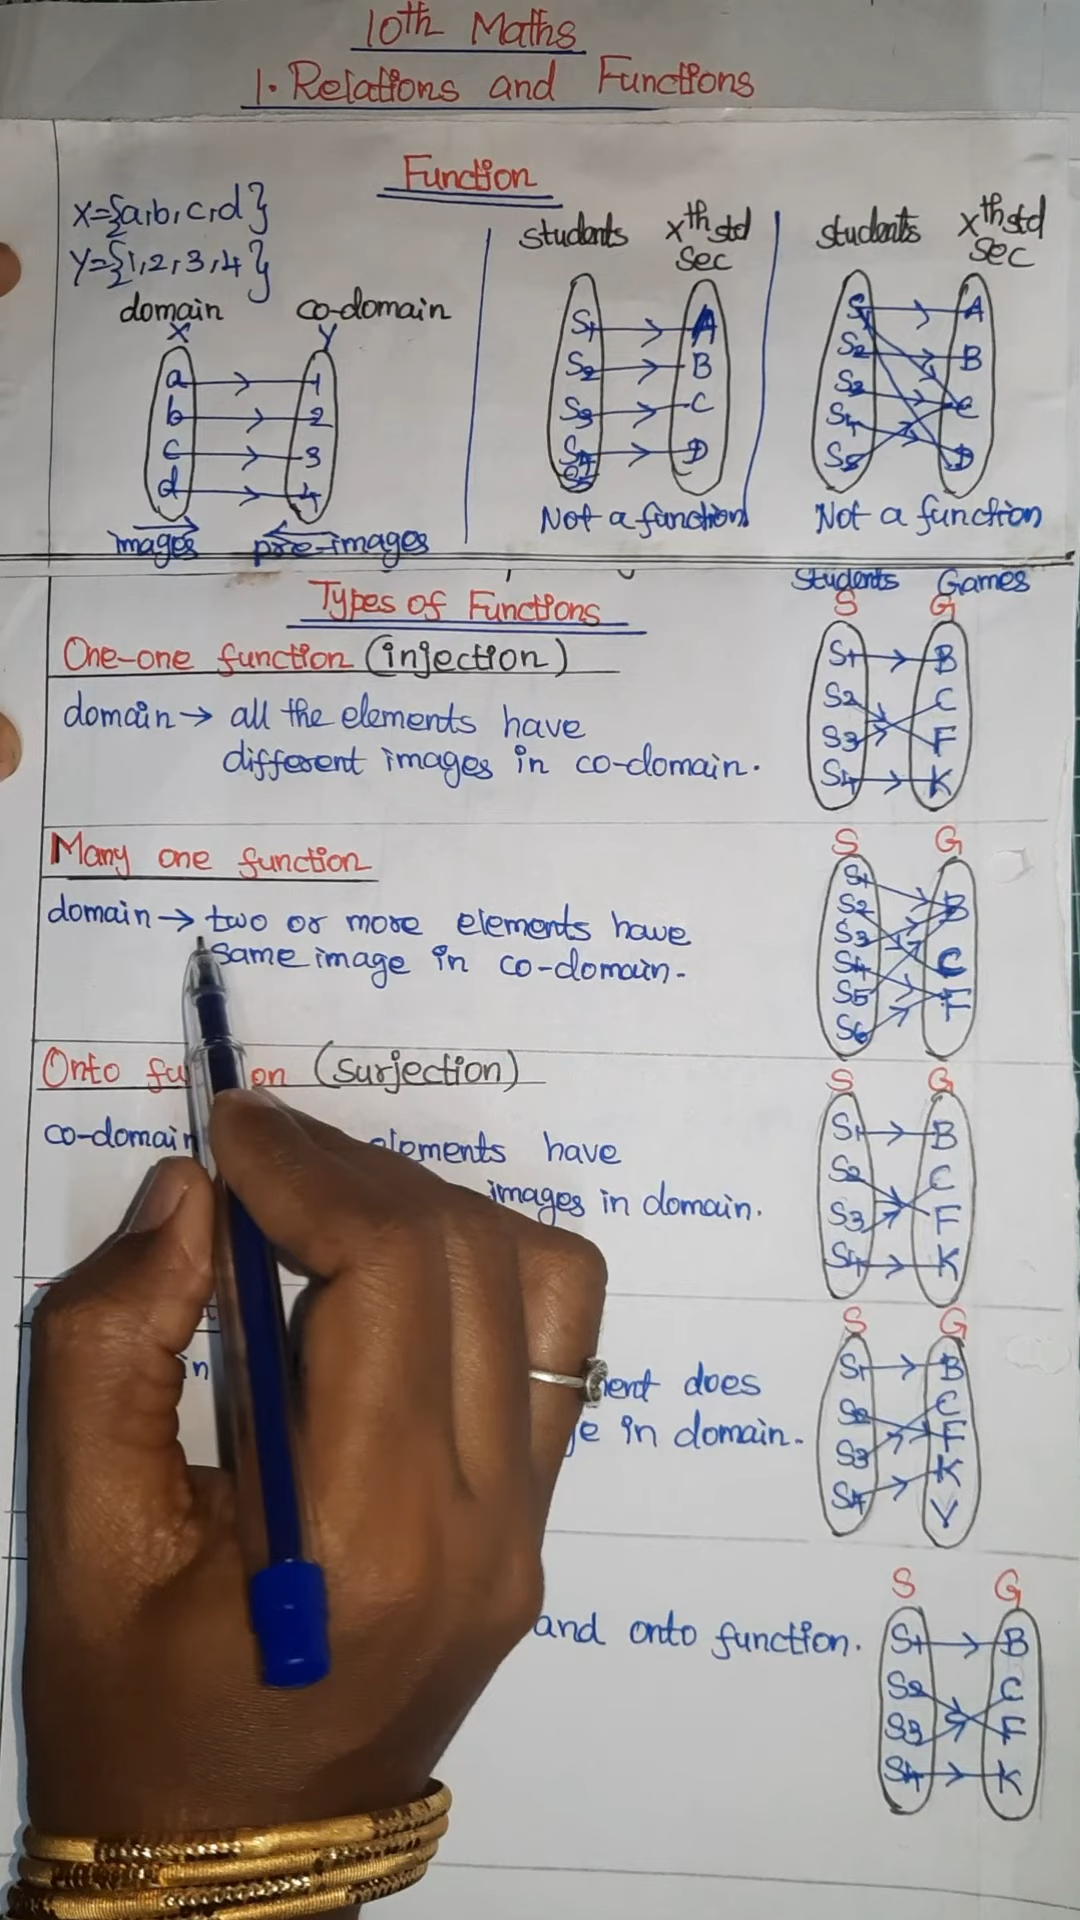 10th Maths
1. Relations and Functions
Function
X={a,b,c,d}
Y={1,2,3,4}
domain co-domain
X Y
a 1
b 2
c 3
d 4
images pre-images
Students Xth std
sec
S1 A
S2 B
S3 C
S4 D
Not a function
Students Xth std
sec
S1 A
S2 B
S2 C
S4 D
S5
Not a function
Types of Functions
One-one function (injection)
domain → all the elements have
different images in co-domain.
Students Games
S G
S1 B
S2 C
S3 F
S4 K
Many one function
domain → two or more elements have
same image in co-domain.
S G
S1 B
S2 C
S3 F
S4
S5
S6
Onto (surjection)
co-domain elements have
images in domain.
S G
S1 B
S2 C
S3 F
S4 K
does
in domain.
S G
S1 B
S2 C
S3 F
S4 K
V
and onto function.
S G
S1 B
S2 C
S3 F
S4 K